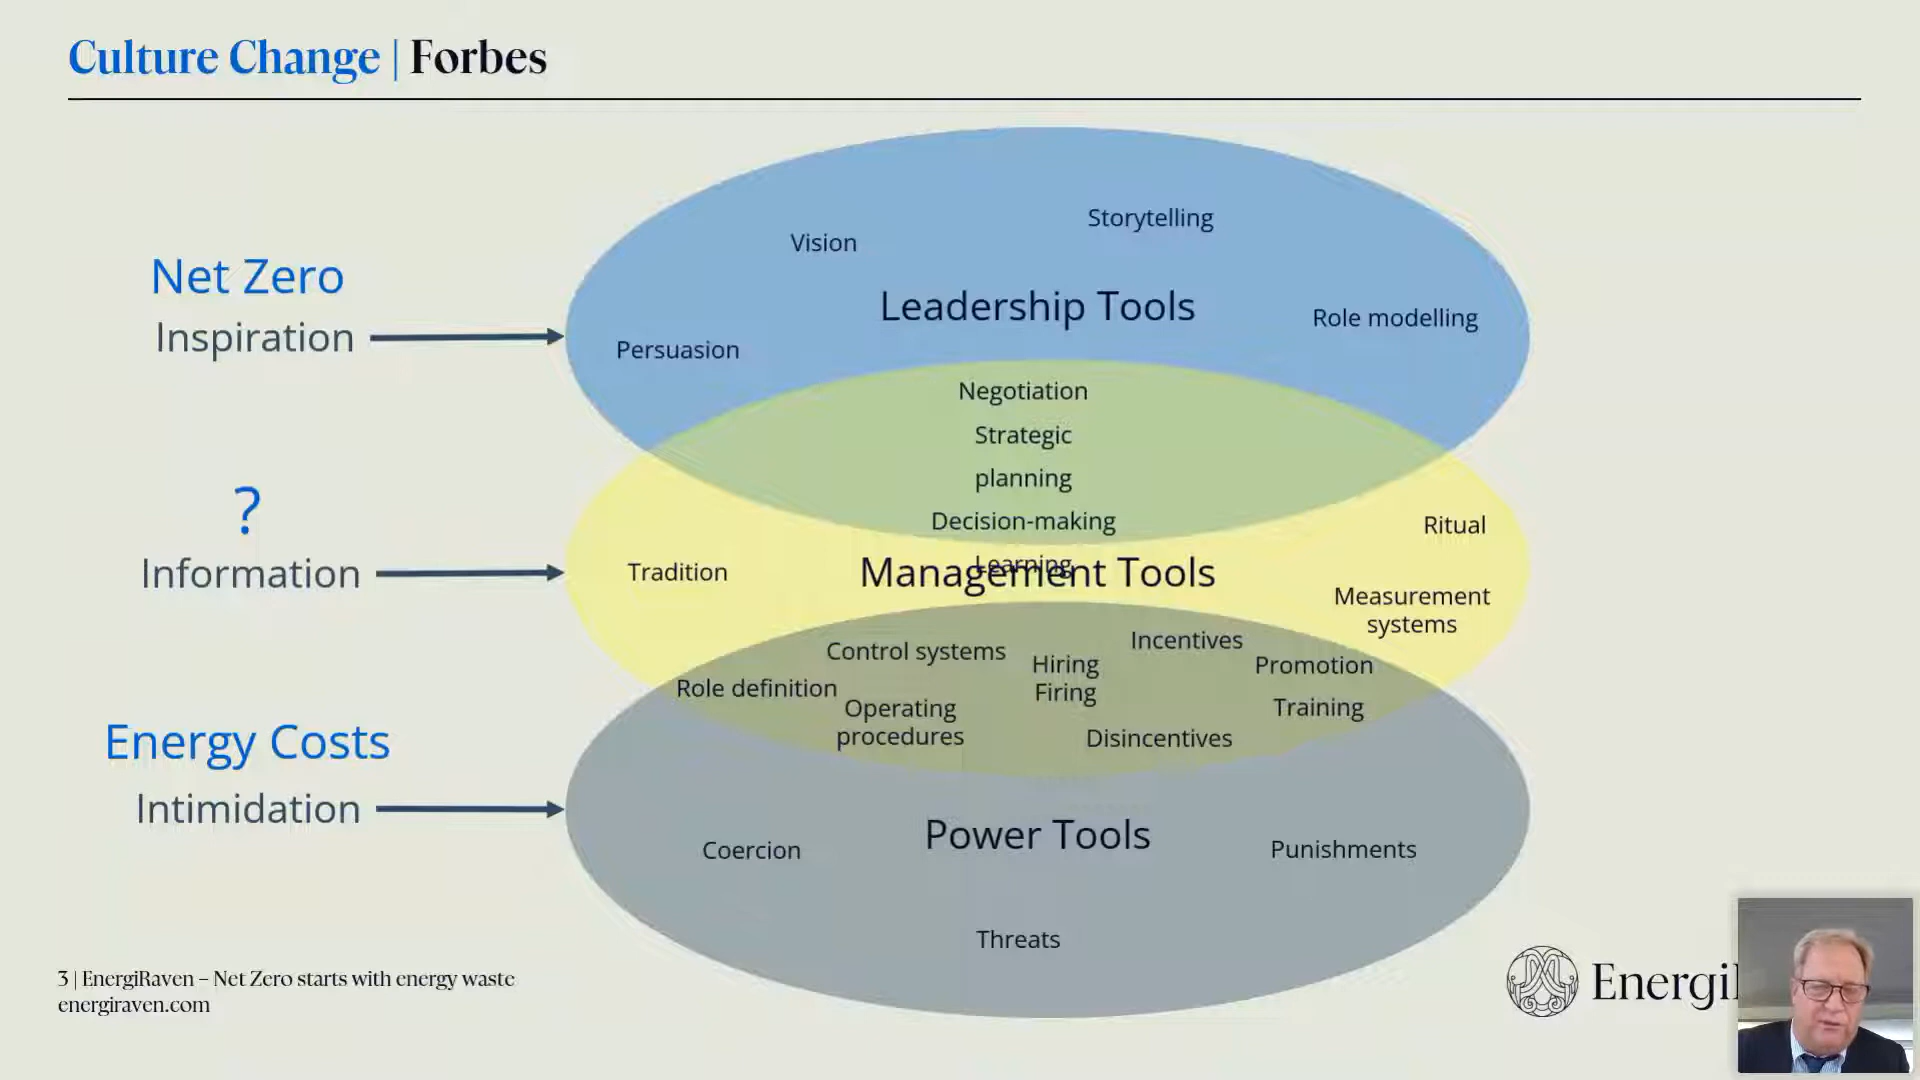 Culture Change | Forbes
Storytelling
Vision
Net Zero
Leadership Tools
Role modelling
Inspiration
Persuasion
Negotiation
Strategic
planning
?
Decision-making
Ritual
Learning
Information
Tradition
Management Tools
Measurement
systems
Control systems
Incentives
Hiring
Firing
Promotion
Role definition
Operating
procedures
Training
Disincentives
Energy Costs
Intimidation
Power Tools
Coercion
Punishments
Threats
3 | EnergiRaven – Net Zero starts with energy waste
energiraven.com